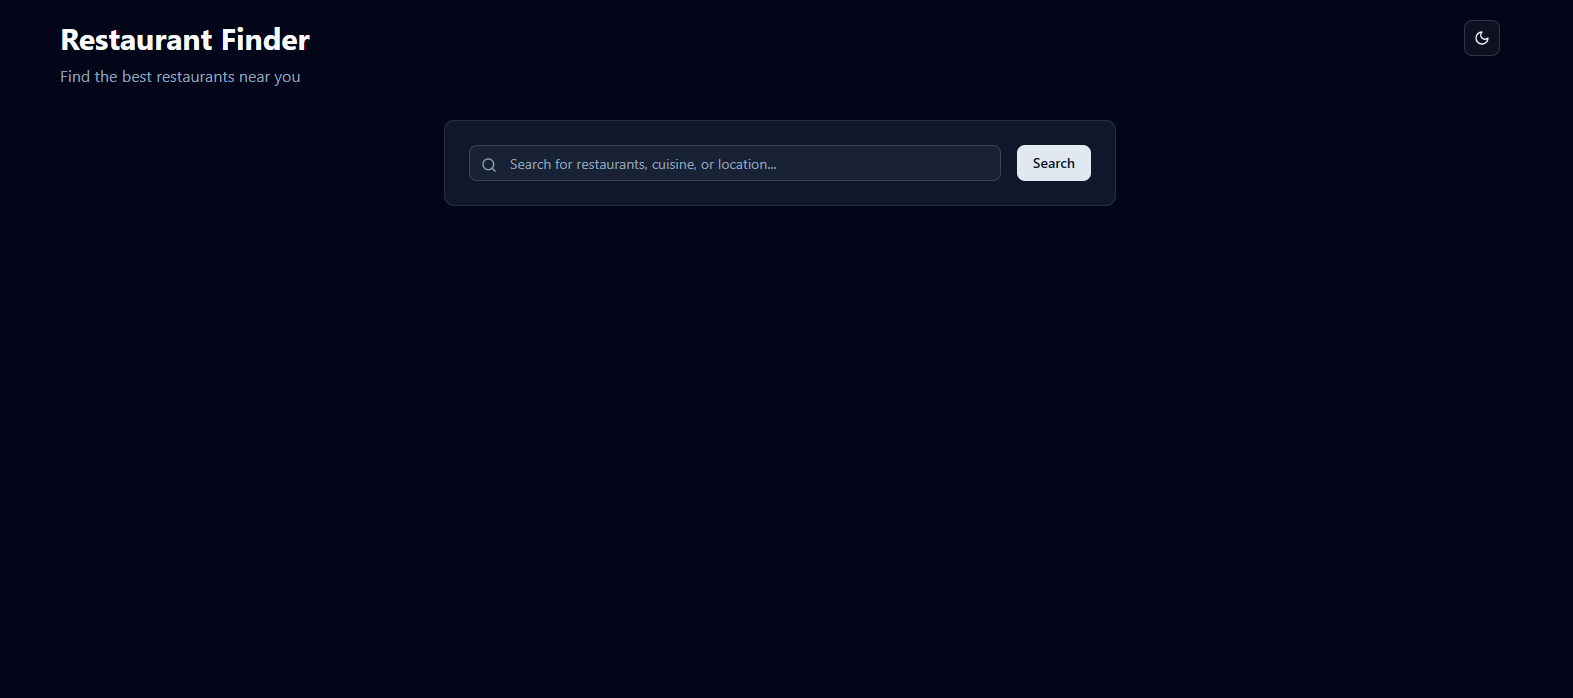 Restaurant Finder
Find the best restaurants near you
Search for restaurants, cuisine, or location...
Search